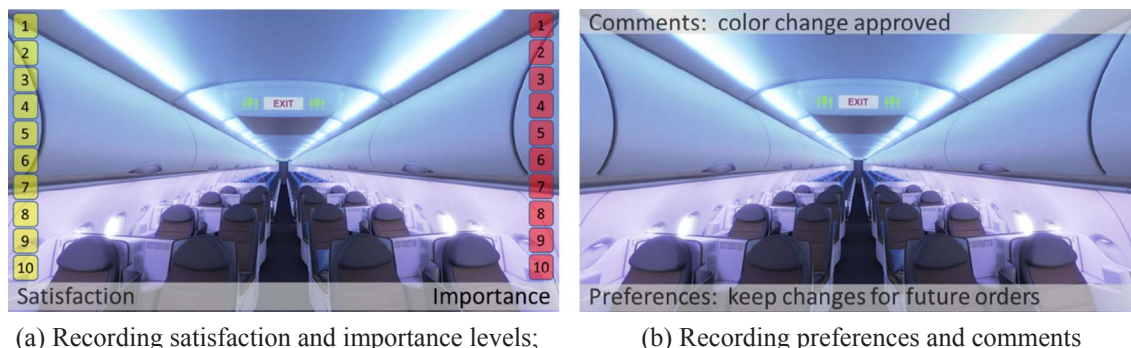 1
2
3
4
5
6
7
8
9
10
1
2
3
4
5
6
7
8
9
10
EXIT
Satisfaction
Importance
(a) Recording satisfaction and importance levels;
Comments: color change approved
EXIT
Preferences: keep changes for future orders
(b) Recording preferences and comments